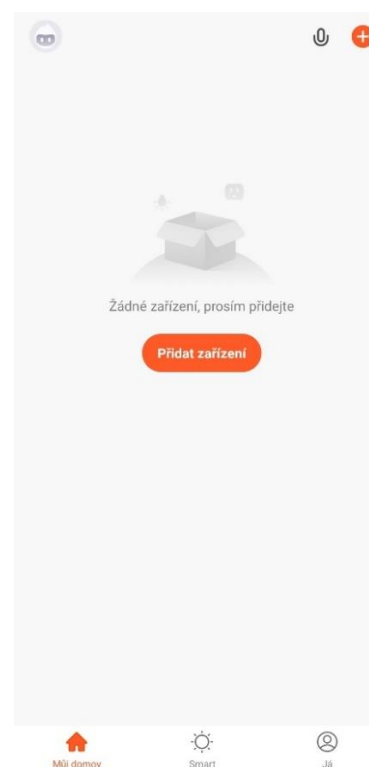 Žádné zařízení, prosím přidejte
Přidat zařízení
Můj domov
Smart
Já